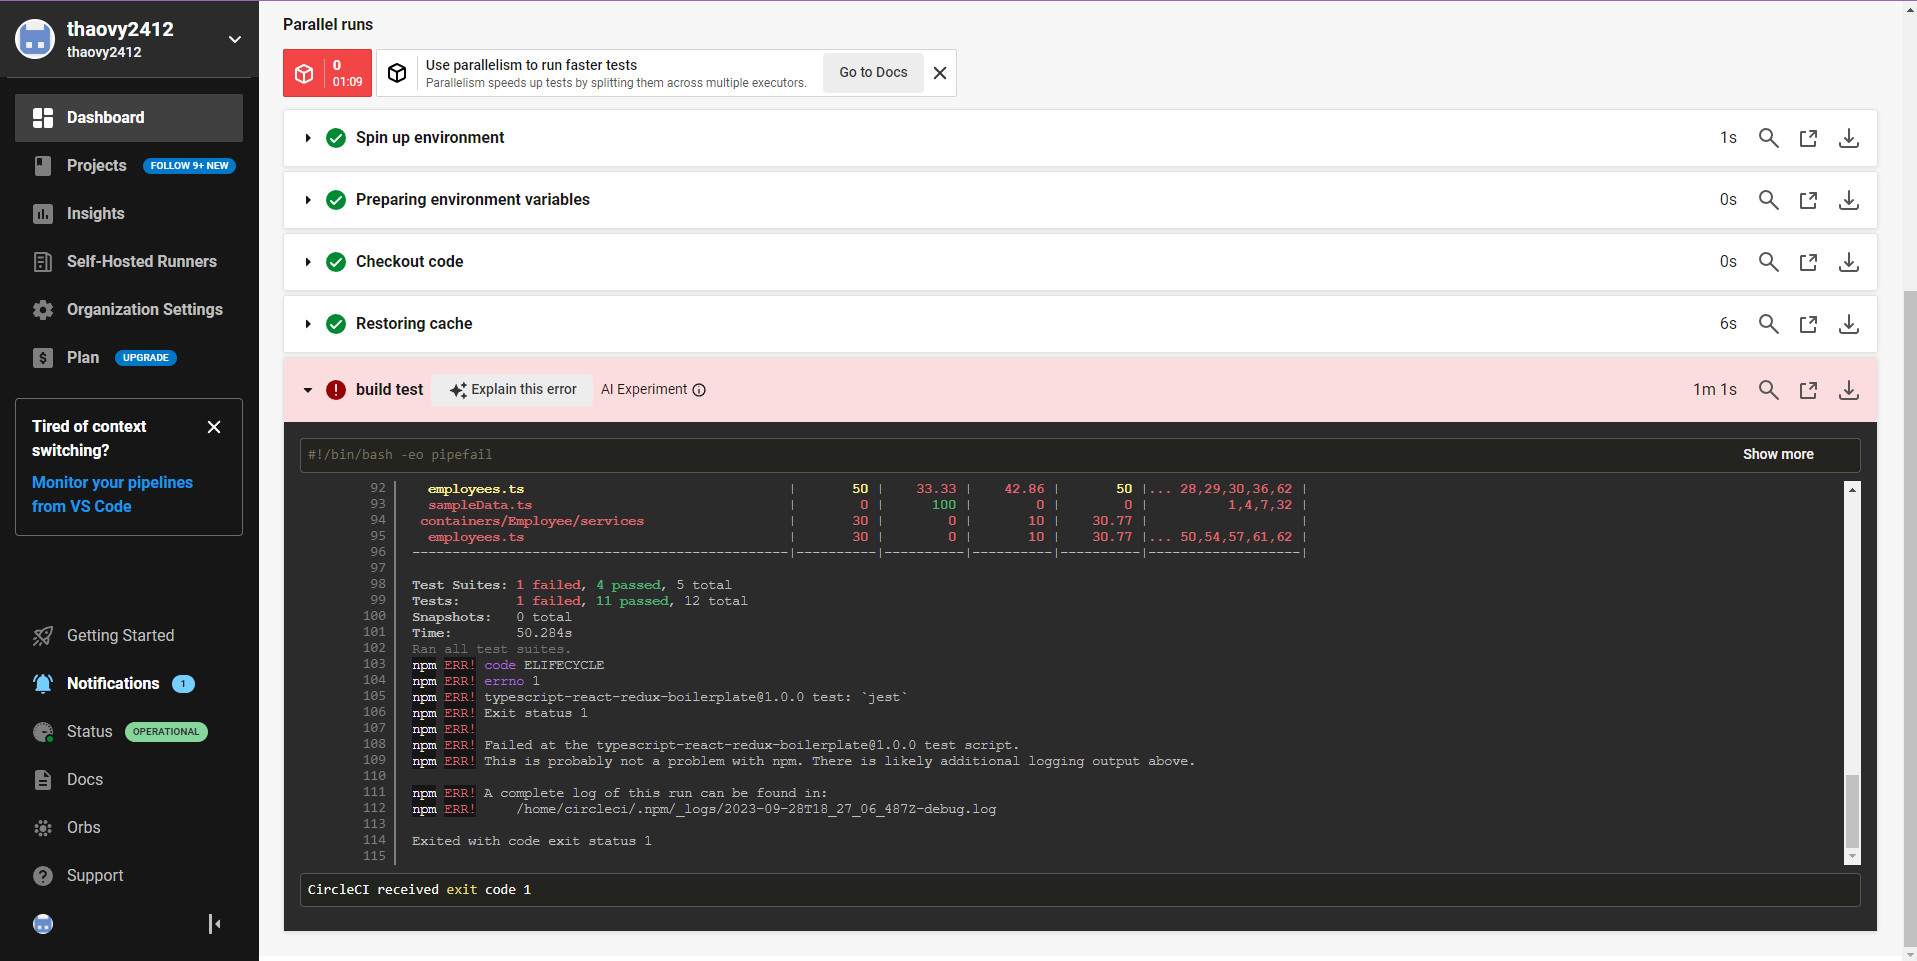 thaovy2412
thaovy2412
Dashboard
Projects FOLLOW 9+ NEW
Insights
Self-Hosted Runners
Organization Settings
Plan UPGRADE
Tired of context
switching?
Monitor your pipelines
from VS Code
Getting Started
Notifications 1
Status OPERATIONAL
Docs
Orbs
Support
Parallel runs
0
01:09
Use parallelism to run faster tests
Parallelism speeds up tests by splitting them across multiple executors.
Go to Docs
Spin up environment 1s
Preparing environment variables 0s
Checkout code 0s
Restoring cache 6s
build test Explain this error AI Experiment 1m 1s
#!/bin/bash -eo pipefail Show more
92 employees.ts | 50 | 33.33 | 42.86 | 50 |... 28,29,30,36,62 |
93 sampleData.ts | 0 | 100 | 0 | 0 | 1,4,7,32 |
94 containers/Employee/services | 30 | 0 | 10 | 30.77 | |
95 employees.ts | 30 | 0 | 10 | 30.77 |... 50,54,57,61,62 |
96 -----------------------------------------------|----------|----------|----------|----------|-------------------|
97
98 Test Suites: 1 failed, 4 passed, 5 total
99 Tests: 1 failed, 11 passed, 12 total
100 Snapshots: 0 total
101 Time: 50.284s
102 Ran all test suites.
103 npm ERR! code ELIFECYCLE
104 npm ERR! errno 1
105 npm ERR! typescript-react-redux-boilerplate@1.0.0 test: `jest`
106 npm ERR! Exit status 1
107 npm ERR!
108 npm ERR! Failed at the typescript-react-redux-boilerplate@1.0.0 test script.
109 npm ERR! This is probably not a problem with npm. There is likely additional logging output above.
110
111 npm ERR! A complete log of this run can be found in:
112 npm ERR! /home/circleci/.npm/_logs/2023-09-28T18_27_06_487Z-debug.log
113
114 Exited with code exit status 1
115
CircleCI received exit code 1